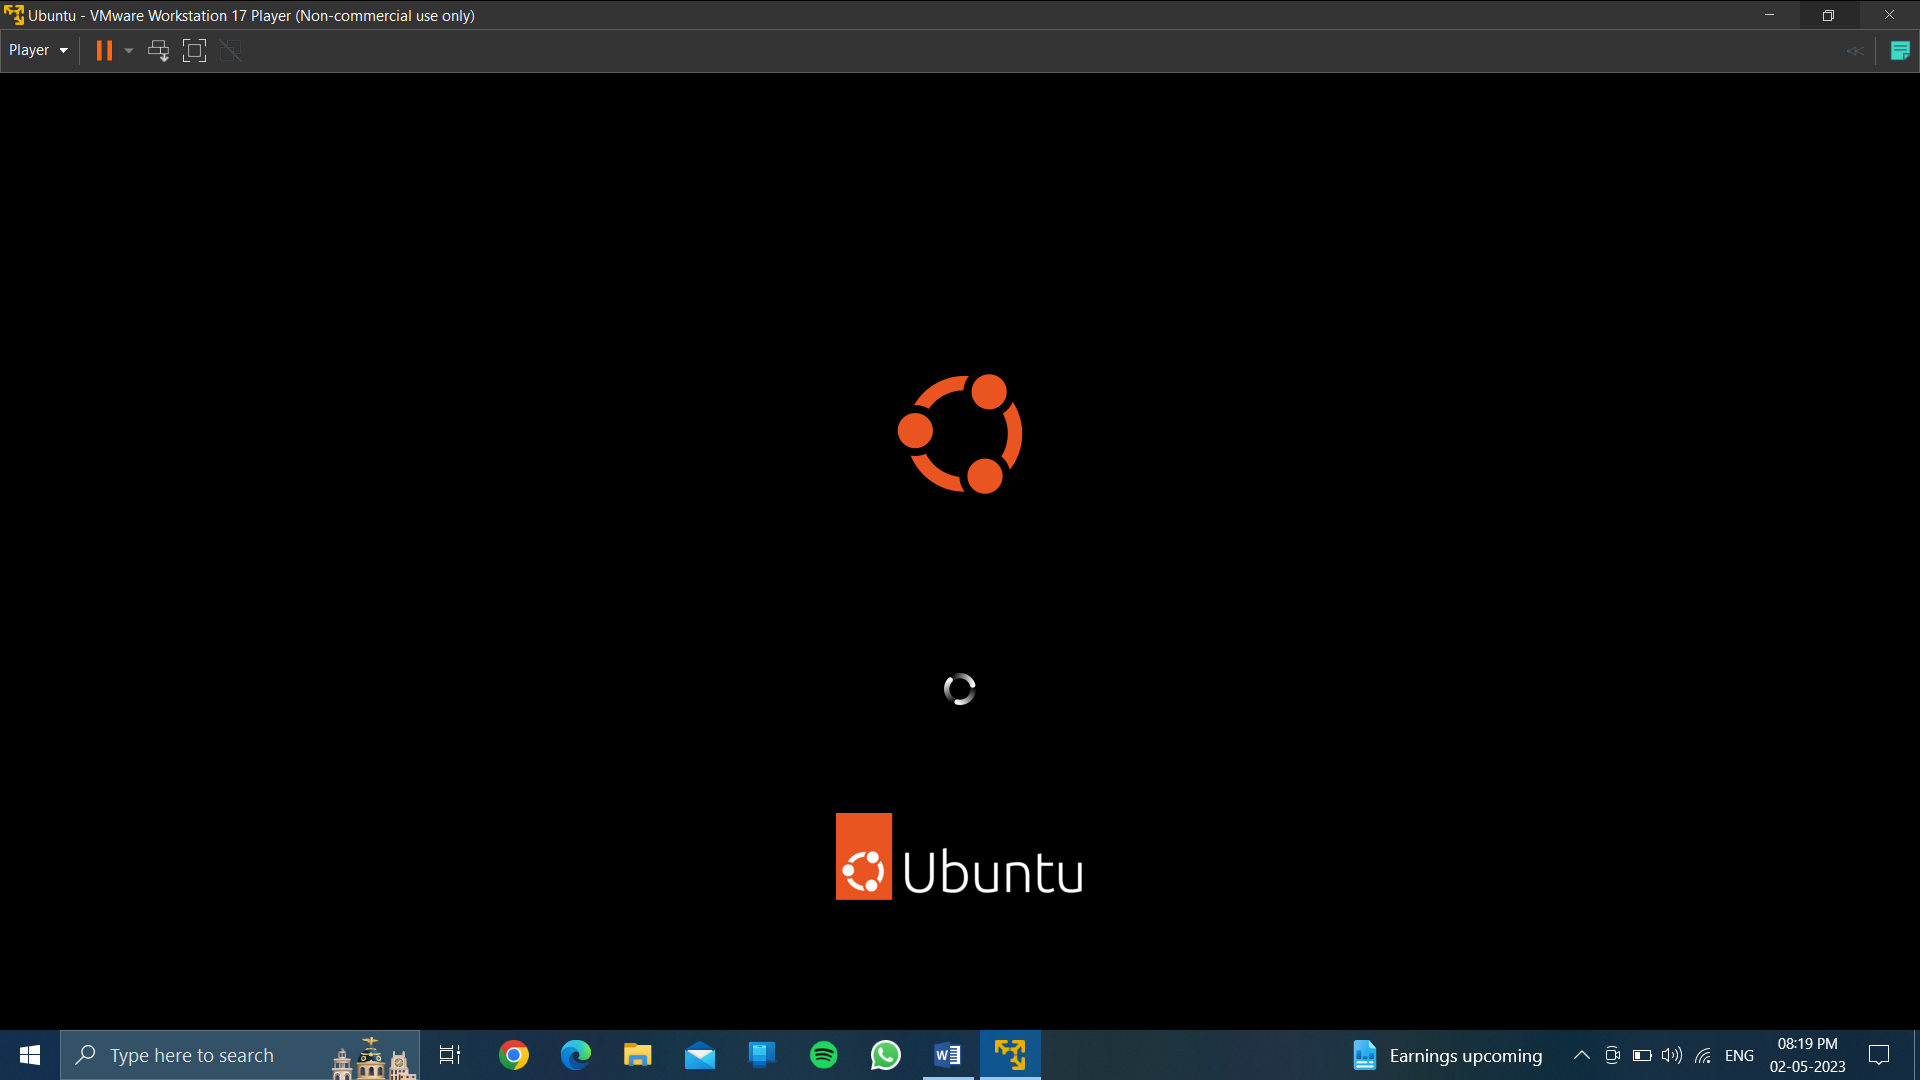 Ubuntu - VMware Workstation 17 Player (Non-commercial use only)
Player
Ubuntu
Type here to search
Earnings upcoming
ENG
08:19 PM
02-05-2023